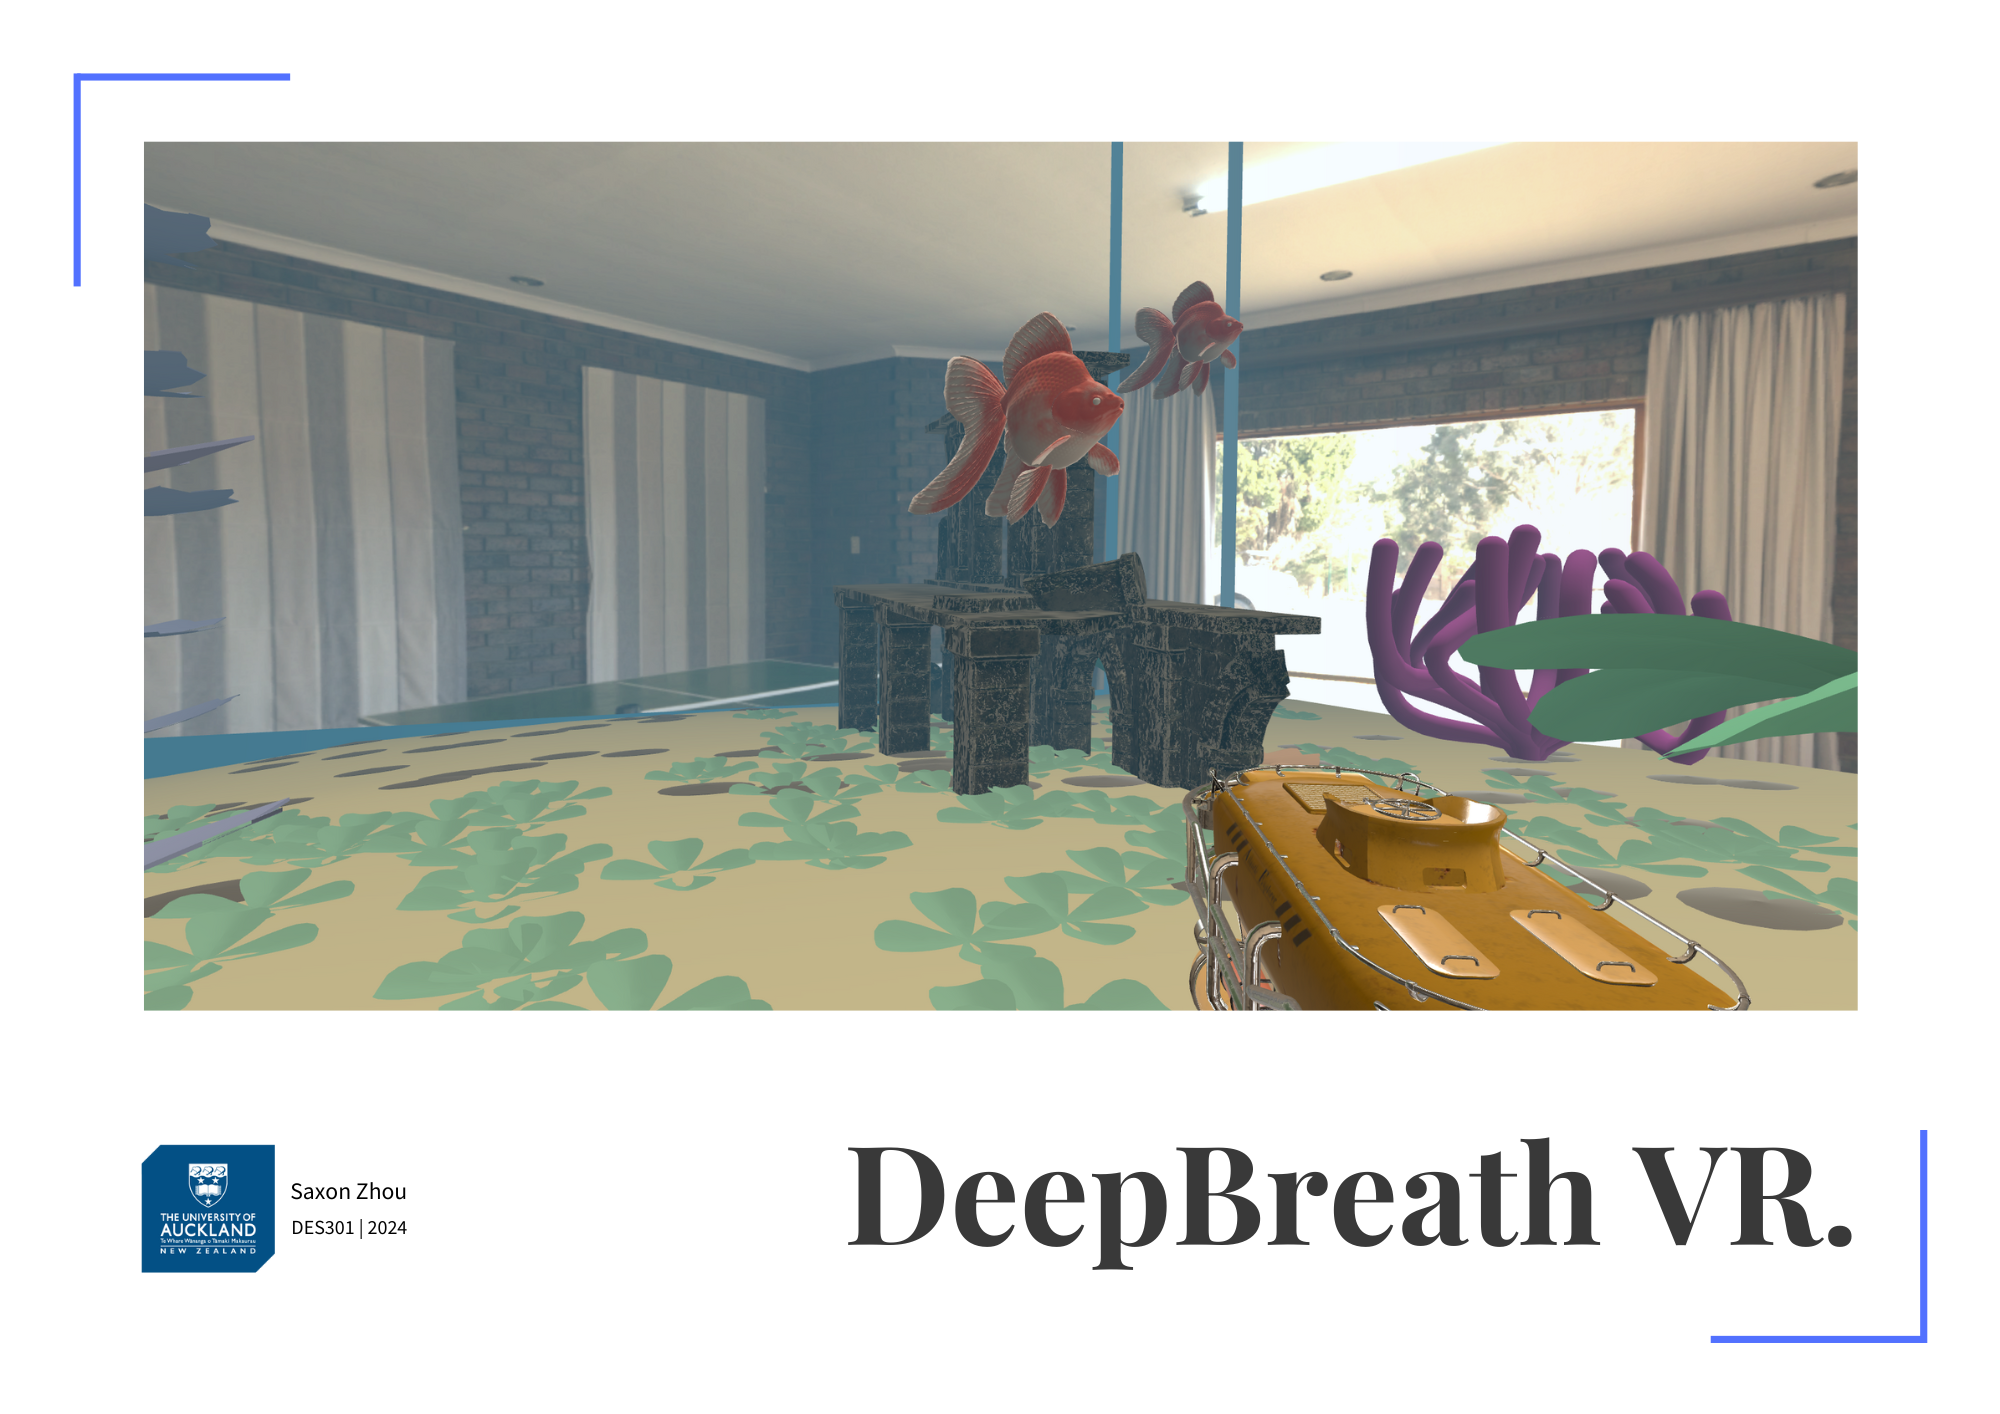 THE UNIVERSITY OF
AUCKLAND
Te Whare Wānanga o Tāmaki Makaurau
NEW ZEALAND
Saxon Zhou
DES301 | 2024
DeepBreath VR.